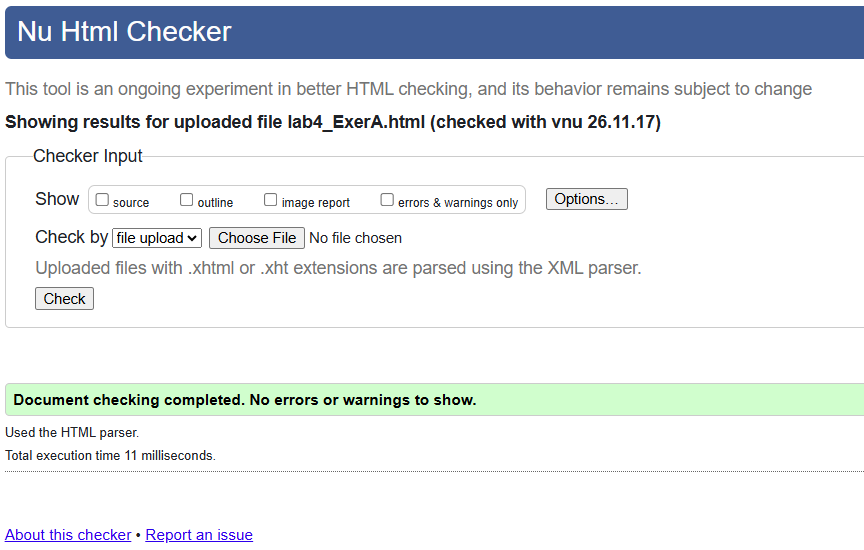 Nu Html Checker
This tool is an ongoing experiment in better HTML checking, and its behavior remains subject to change
Showing results for uploaded file lab4_ExerA.html (checked with vnu 26.11.17)
Checker Input
Show source outline image report errors & warnings only Options...
Check by file upload Choose File No file chosen
Uploaded files with .xhtml or .xht extensions are parsed using the XML parser.
Check
Document checking completed. No errors or warnings to show.
Used the HTML parser.
Total execution time 11 milliseconds.
About this checker • Report an issue